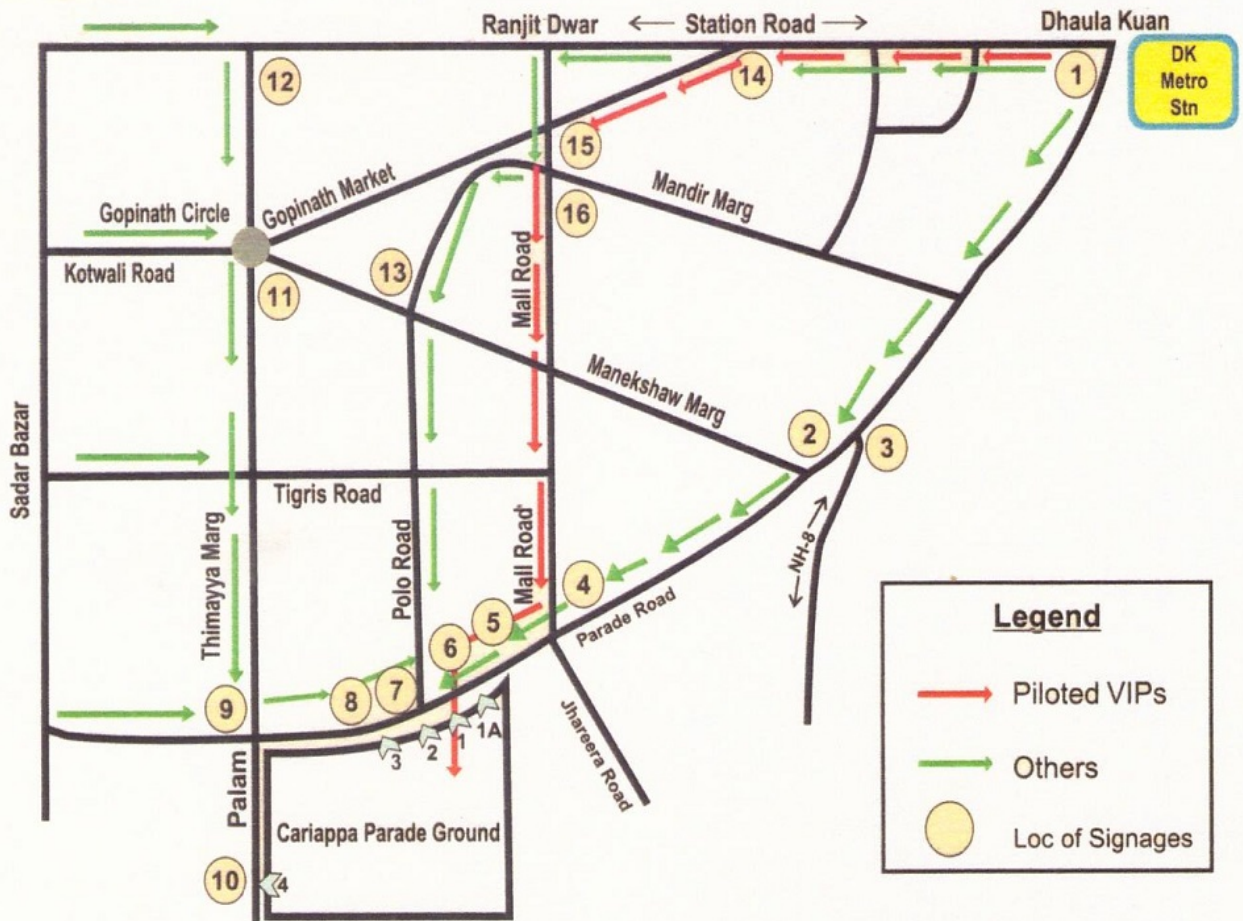 Ranjit Dwar
Station Road
Dhaula Kuan
DK
Metro
Stn
12
14
1
15
Gopinath Market
Mandir Marg
Gopinath Circle
16
Kotwali Road
13
Mall Road
11
Manekshaw Marg
2
3
Sadar Bazar
Tigris Road
NH-8
Thimayya Marg
Polo Road
Mall Road
4
Parade Road
5
6
7
8
9
Legend
Piloted VIPs
Others
Loc of Signages
1A
1
2
3
Jhareera Road
Palam
Cariappa Parade Ground
10
4